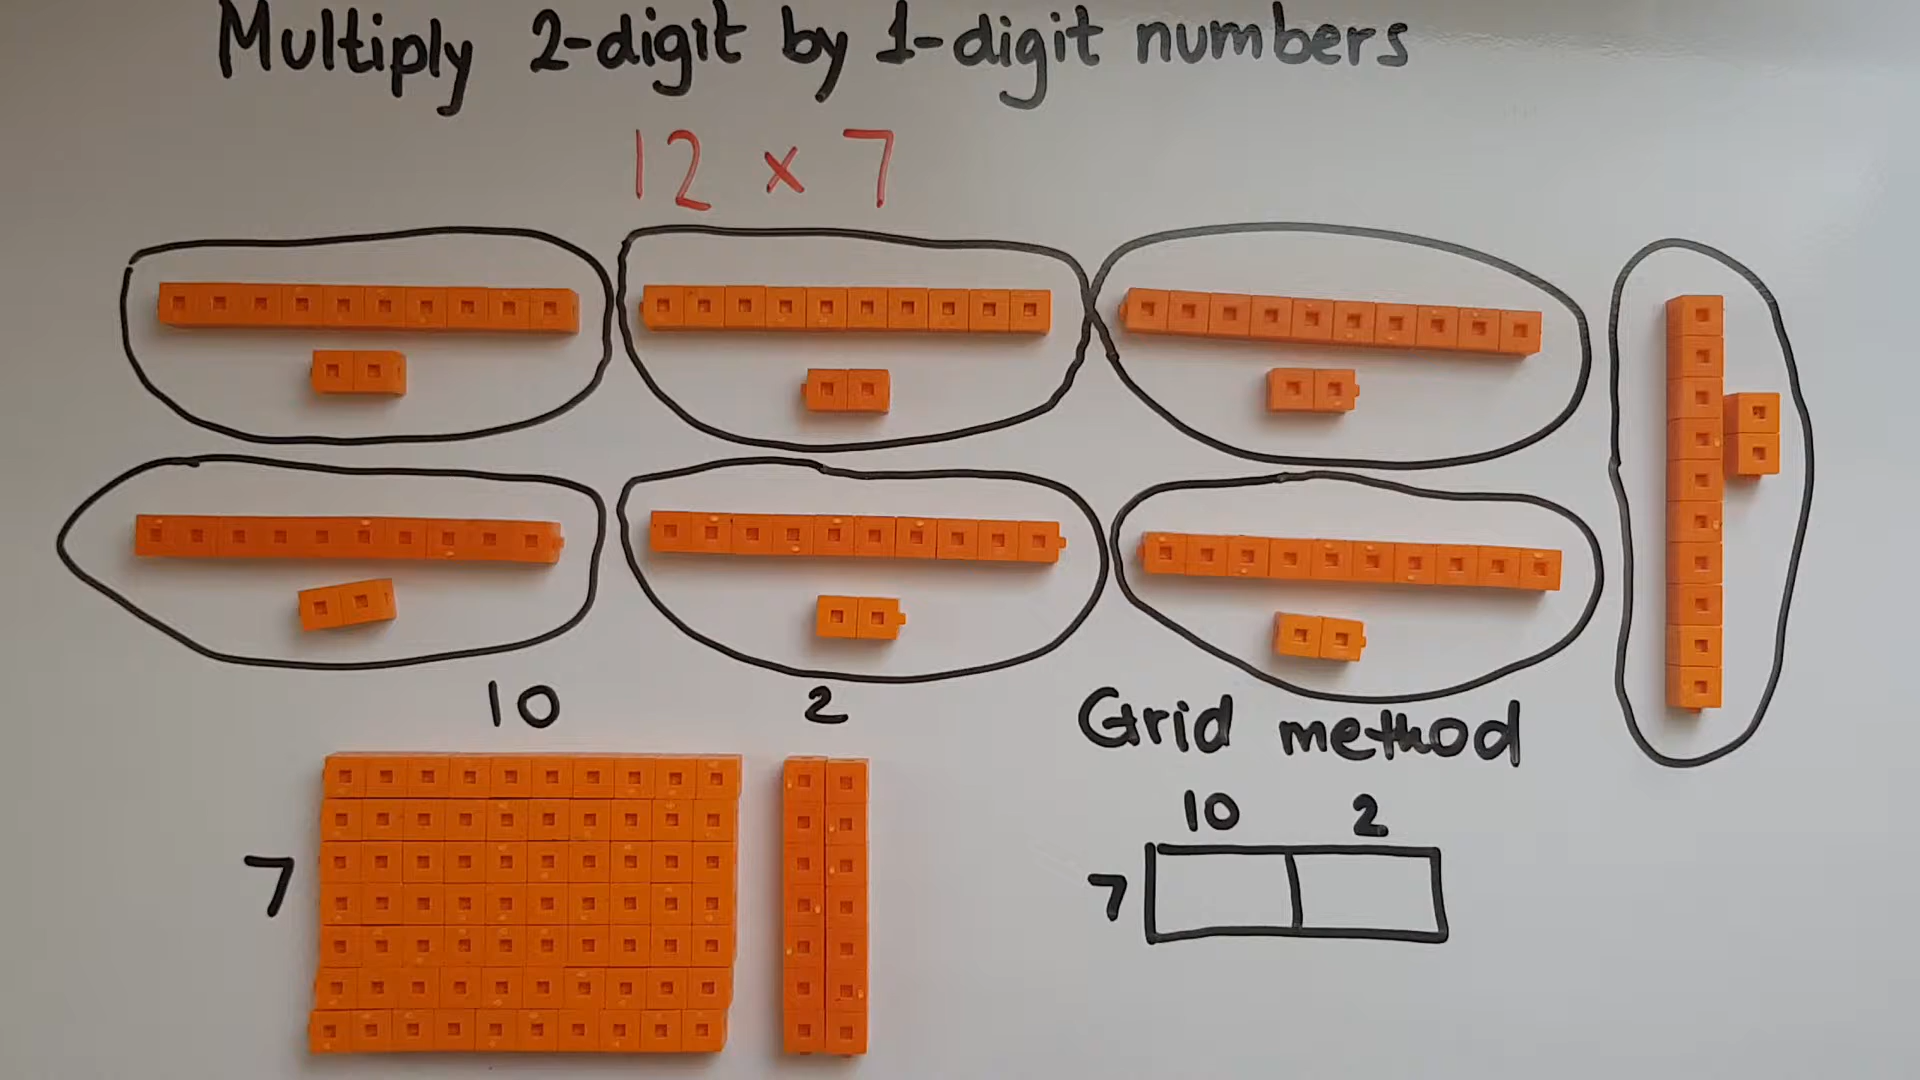 Multiply 2-digit by 1-digit numbers
12 x 7
10 2
7
Grid method
10 2
7